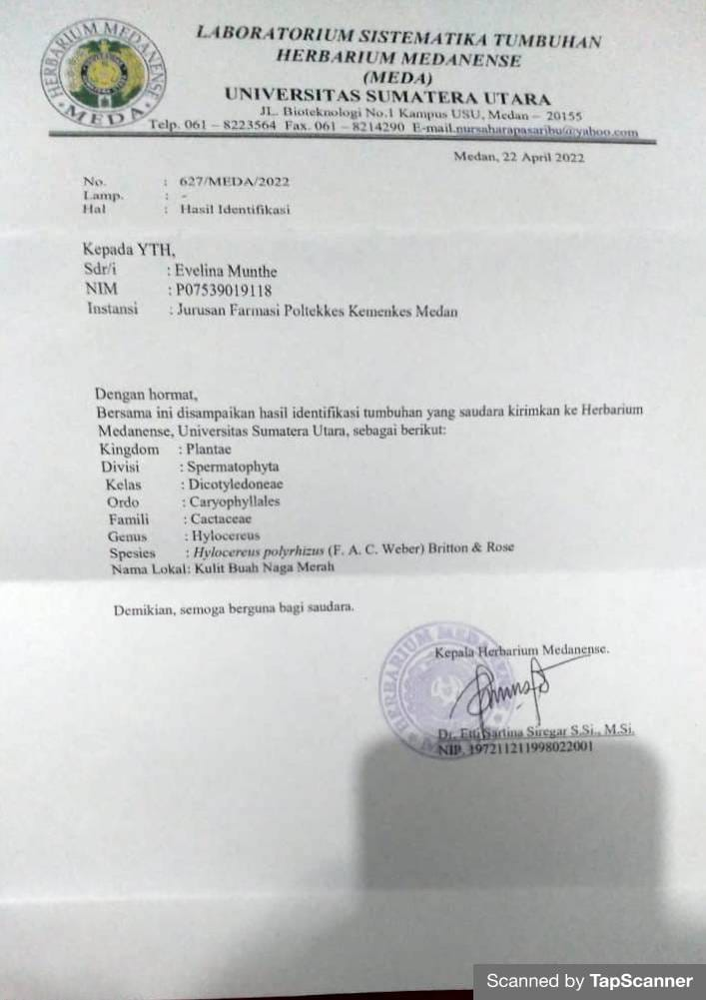 HERBARIUM MEDANENSE
MEDA
LABORATORIUM SISTEMATIKA TUMBUHAN
HERBARIUM MEDANENSE
(MEDA)
UNIVERSITAS SUMATERA UTARA
JL. Bioteknologi No.1 Kampus USU, Medan – 20155
Telp. 061 – 8223564 Fax. 061 – 8214290 E-mail.nursaharapasaribu@yahoo.com
Medan, 22 April 2022
No. : 627/MEDA/2022
Lamp. : -
Hal : Hasil Identifikasi
Kepada YTH,
Sdr/i : Evelina Munthe
NIM : P07539019118
Instansi : Jurusan Farmasi Poltekkes Kemenkes Medan
Dengan hormat,
Bersama ini disampaikan hasil identifikasi tumbuhan yang saudara kirimkan ke Herbarium
Medanense, Universitas Sumatera Utara, sebagai berikut:
Kingdom : Plantae
Divisi : Spermatophyta
Kelas : Dicotyledoneae
Ordo : Caryophyllales
Famili : Cactaceae
Genus : Hylocereus
Spesies : Hylocereus polyrhizus (F. A. C. Weber) Britton & Rose
Nama Lokal: Kulit Buah Naga Merah
Demikian, semoga berguna bagi saudara.
Kepala Herbarium Medanense.
HERBARIUM MEDANENSE
Dr. Etti Sartina Siregar S.Si., M.Si.
NIP. 197211211998022001
Scanned by TapScanner